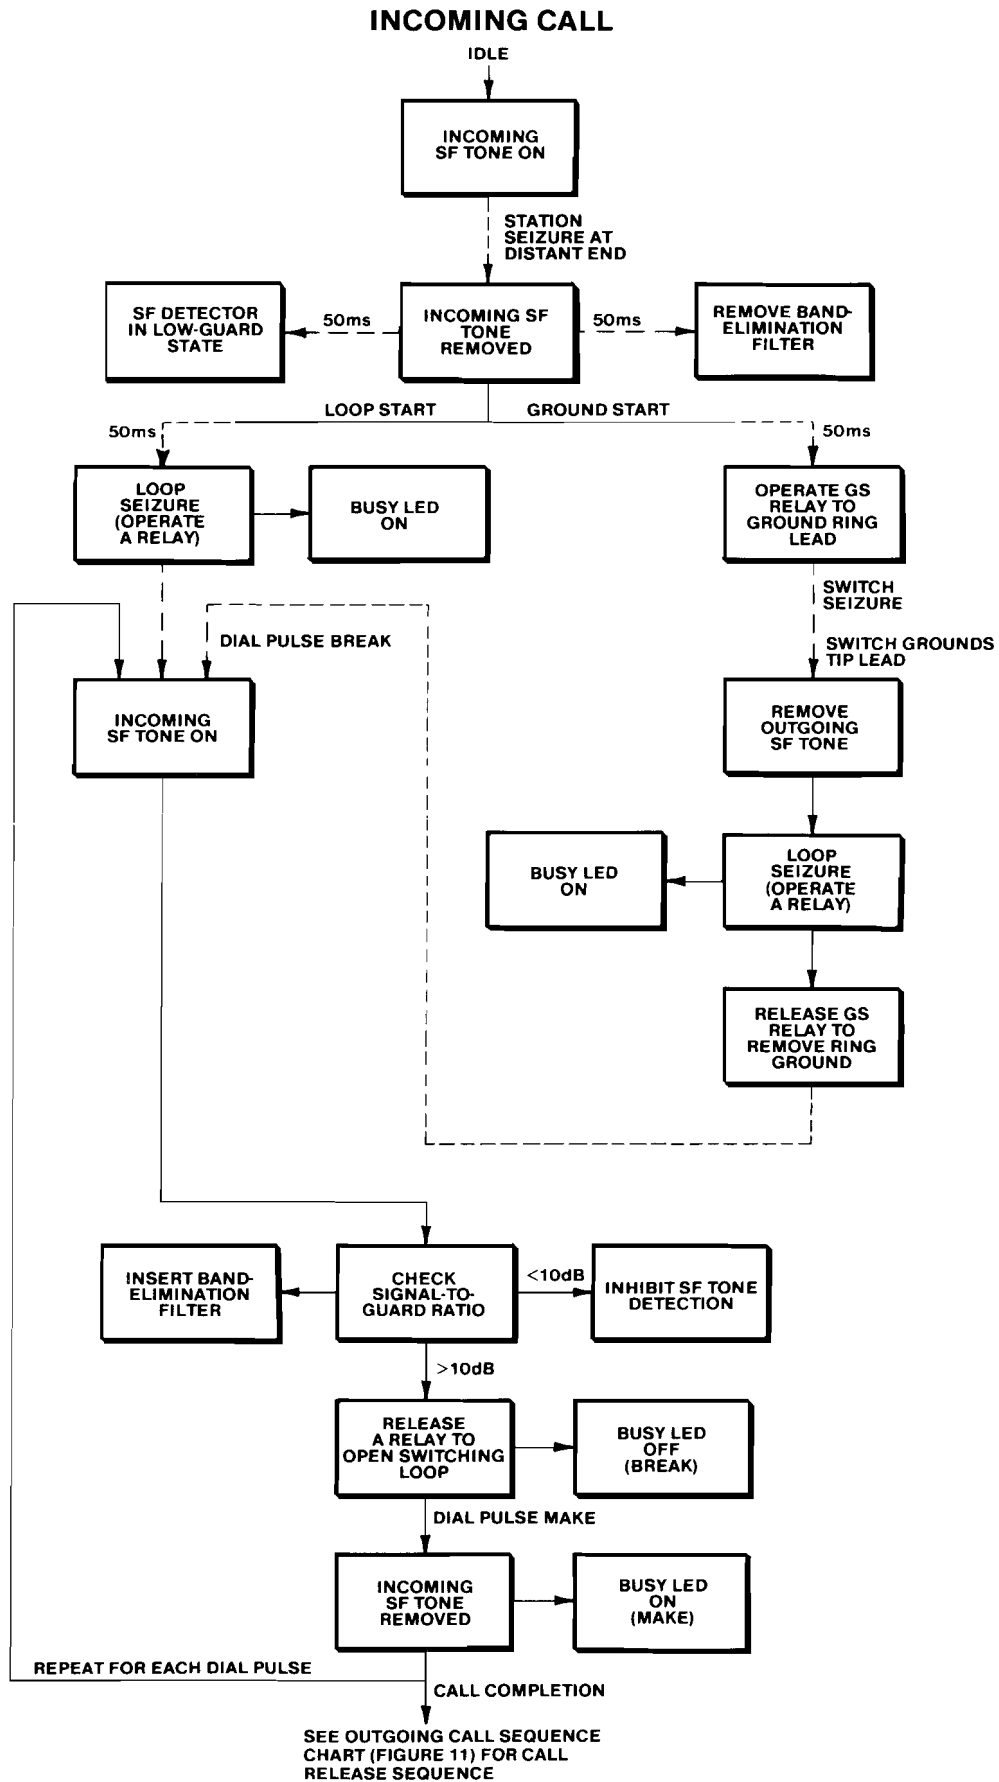 INCOMING CALL
IDLE
INCOMING
SF TONE ON
STATION
SEIZURE AT
DISTANT END
SF DETECTOR
IN LOW-GUARD
STATE
50ms
INCOMING SF
TONE
REMOVED
50ms
REMOVE BAND-
ELIMINATION
FILTER
LOOP START
GROUND START
50ms
50ms
LOOP
SEIZURE
(OPERATE
A RELAY)
BUSY LED
ON
OPERATE GS
RELAY TO
GROUND RING
LEAD
SWITCH
SEIZURE
DIAL PULSE BREAK
SWITCH GROUNDS
TIP LEAD
INCOMING
SF TONE ON
REMOVE
OUTGOING
SF TONE
BUSY LED
ON
LOOP
SEIZURE
(OPERATE
A RELAY)
RELEASE GS
RELAY TO
REMOVE RING
GROUND
INSERT BAND-
ELIMINATION
FILTER
CHECK
SIGNAL-TO-
GUARD RATIO
<10dB
INHIBIT SF TONE
DETECTION
>10dB
RELEASE
A RELAY TO
OPEN SWITCHING
LOOP
BUSY LED
OFF
(BREAK)
DIAL PULSE MAKE
INCOMING
SF TONE
REMOVED
BUSY LED
ON
(MAKE)
REPEAT FOR EACH DIAL PULSE
CALL COMPLETION
SEE OUTGOING CALL SEQUENCE
CHART (FIGURE 11) FOR CALL
RELEASE SEQUENCE